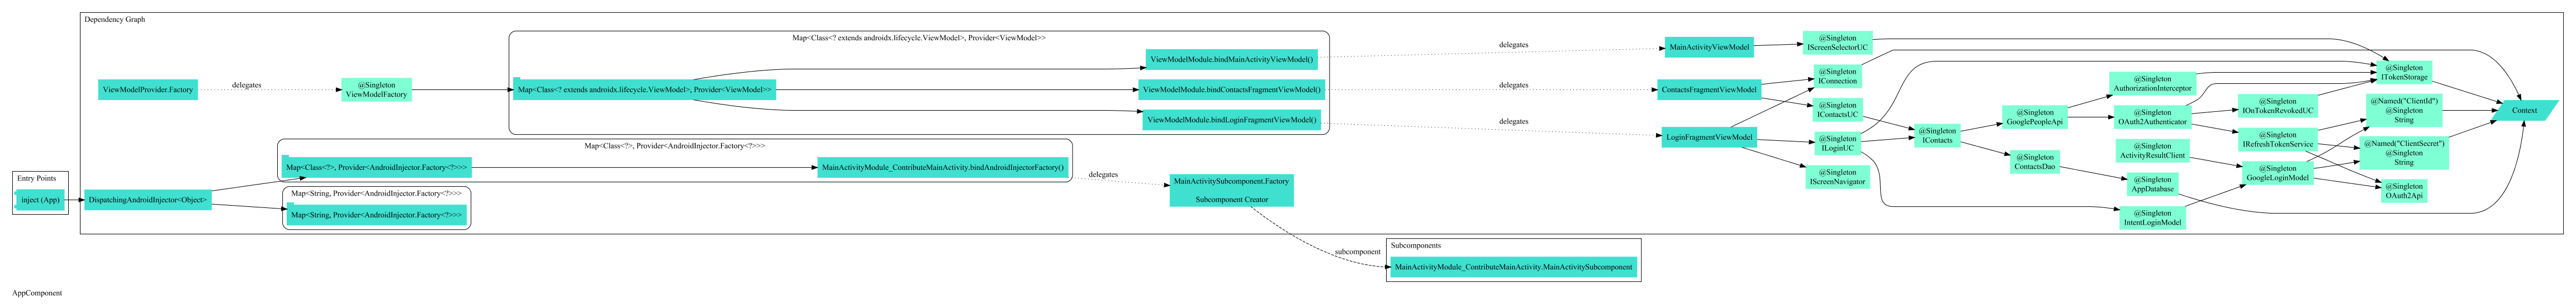 Dependency Graph
Map<Class<? extends androidx.lifecycle.ViewModel>, Provider<ViewModel>>
ViewModelProvider.Factory
delegates
@Singleton
ViewModelFactory
Map<Class<? extends androidx.lifecycle.ViewModel>, Provider<ViewModel>>
ViewModelModule.bindMainActivityViewModel()
ViewModelModule.bindContactsFragmentViewModel()
ViewModelModule.bindLoginFragmentViewModel()
delegates
delegates
delegates
MainActivityViewModel
ContactsFragmentViewModel
LoginFragmentViewModel
@Singleton
IScreenSelectorUC
@Singleton
IConnection
@Singleton
IContactsUC
@Singleton
ILoginUC
@Singleton
IScreenNavigator
@Singleton
IContacts
@Singleton
GooglePeopleApi
@Singleton
ContactsDao
@Singleton
AuthorizationInterceptor
@Singleton
OAuth2Authenticator
@Singleton
ActivityResultClient
@Singleton
AppDatabase
@Singleton
IntentLoginModel
@Singleton
IOnTokenRevokedUC
@Singleton
IRefreshTokenService
@Singleton
GoogleLoginModel
@Singleton
ITokenStorage
@Named("ClientId")
@Singleton
String
@Named("ClientSecret")
@Singleton
String
@Singleton
OAuth2Api
Context
Map<Class<?>, Provider<AndroidInjector.Factory<?>>>
Map<Class<?>, Provider<AndroidInjector.Factory<?>>>
MainActivityModule_ContributeMainActivity.bindAndroidInjectorFactory()
delegates
MainActivitySubcomponent.Factory
Subcomponent Creator
Entry Points
inject (App)
DispatchingAndroidInjector<Object>
Map<String, Provider<AndroidInjector.Factory<?>>>
Map<String, Provider<AndroidInjector.Factory<?>>>
subcomponent
Subcomponents
MainActivityModule_ContributeMainActivity.MainActivitySubcomponent
AppComponent